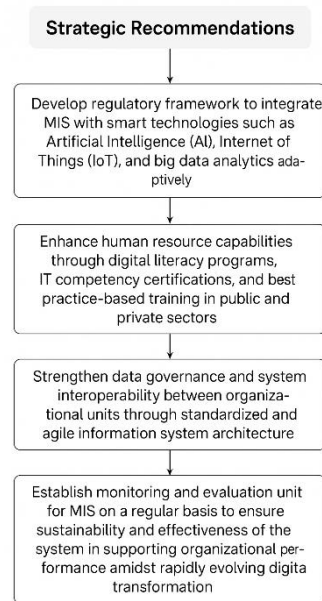 Strategic Recommendations
Develop regulatory framework to integrate
MIS with smart technologies such as
Artificial Intelligence (AI), Internet of
Things (IoT), and big data analytics ada-
ptively
Enhance human resource capabilities
through digital literacy programs,
IT competency certifications, and best
practice-based training in public and
private sectors
Strengthen data governance and system
interoperability between organiza-
tional units through standardized and
agile information system architecture
Establish monitoring and evaluation unit
for MIS on a regular basis to ensure
sustainability and effectiveness of the
system in supporting organizational per-
formance amidst rapidly evolving digita
transformation